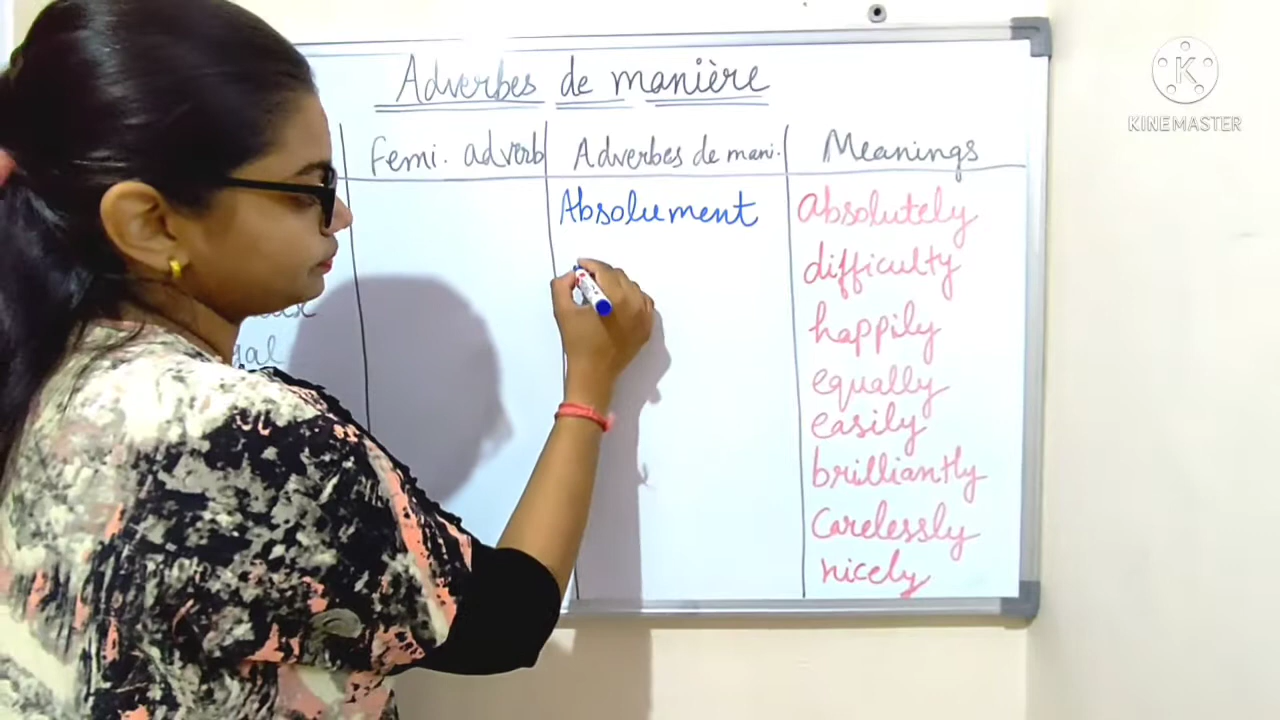 Adverbes de manière
Femi. adverb Adverbes de mani. Meanings
Absolument absolutely
difficulty
happily
equally
easily
brilliantly
Carelessly
nicely
KINEMASTER